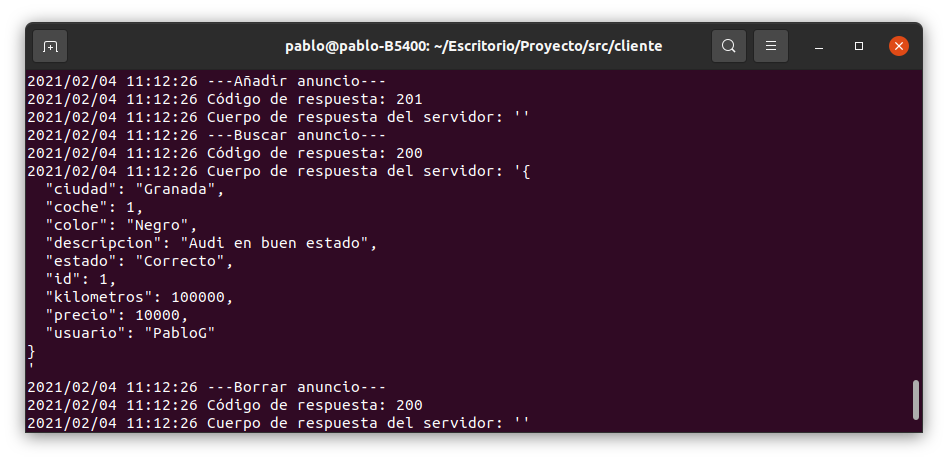 pablo@pablo-B5400: ~/Escritorio/Proyecto/src/cliente
2021/02/04 11:12:26 ---Añadir anuncio---
2021/02/04 11:12:26 Código de respuesta: 201
2021/02/04 11:12:26 Cuerpo de respuesta del servidor: ''
2021/02/04 11:12:26 ---Buscar anuncio---
2021/02/04 11:12:26 Código de respuesta: 200
2021/02/04 11:12:26 Cuerpo de respuesta del servidor: '{
  "ciudad": "Granada",
  "coche": 1,
  "color": "Negro",
  "descripcion": "Audi en buen estado",
  "estado": "Correcto",
  "id": 1,
  "kilometros": 100000,
  "precio": 10000,
  "usuario": "PabloG"
}
'
2021/02/04 11:12:26 ---Borrar anuncio---
2021/02/04 11:12:26 Código de respuesta: 200
2021/02/04 11:12:26 Cuerpo de respuesta del servidor: ''